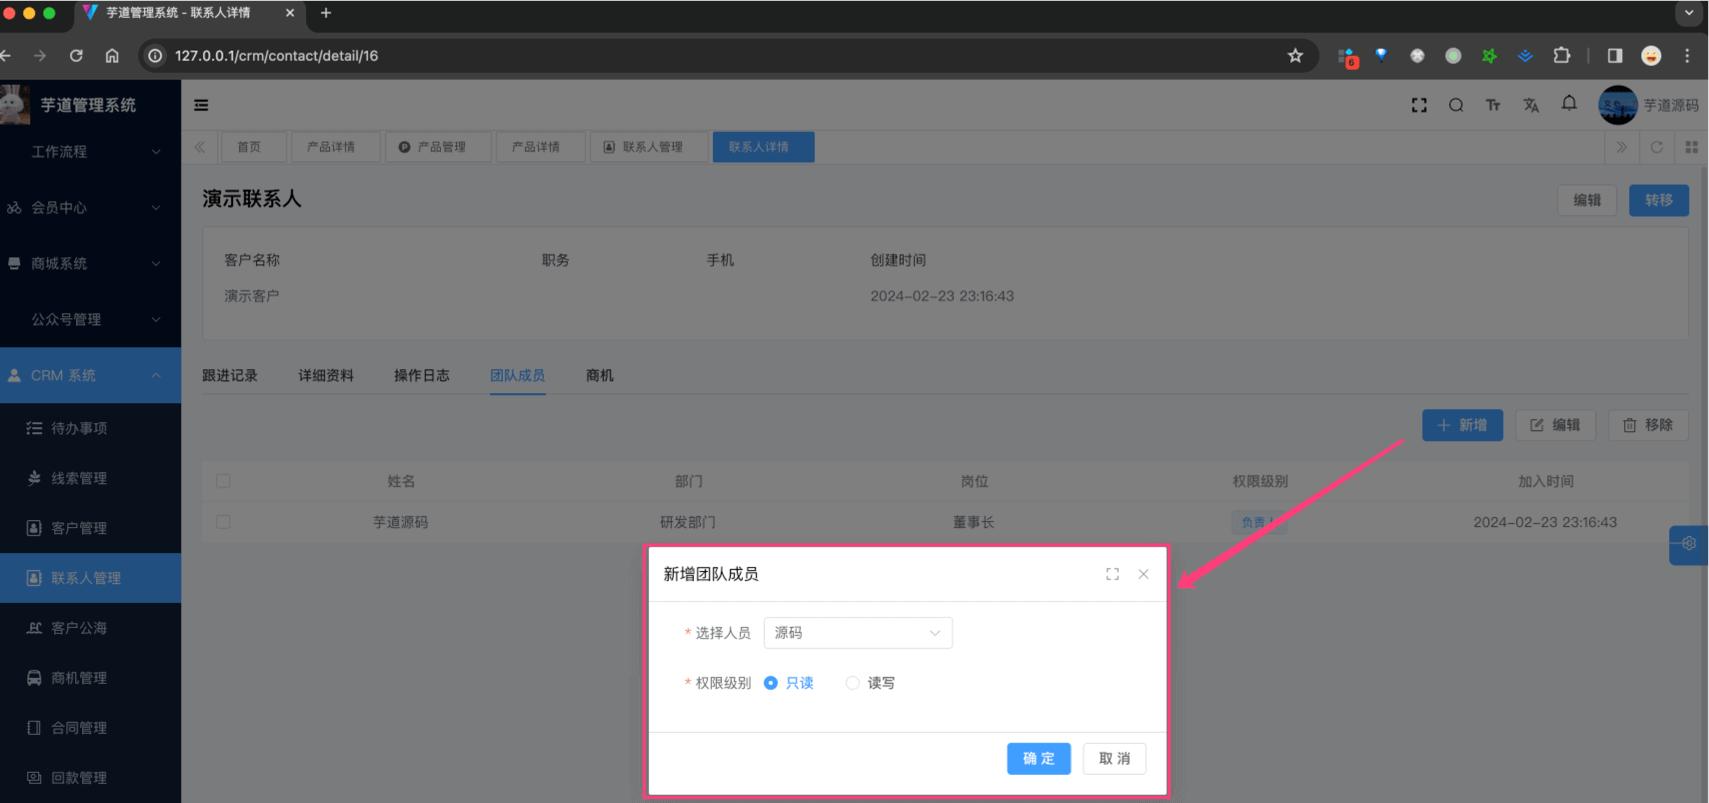 芋道管理系统 - 联系人详情
127.0.0.1/crm/contact/detail/16
6
芋道管理系统
芋道源码
首页
产品详情
产品管理
产品详情
联系人管理
联系人详情
工作流程
会员中心
商城系统
公众号管理
CRM 系统
待办事项
线索管理
客户管理
联系人管理
客户公海
商机管理
合同管理
回款管理
演示联系人
编辑
转移
客户名称 职务 手机 创建时间
演示客户 2024-02-23 23:16:43
跟进记录 详细资料 操作日志 团队成员 商机
新增 编辑 移除
姓名 部门 岗位 权限级别 加入时间
芋道源码 研发部门 董事长 负责人 2024-02-23 23:16:43
新增团队成员
* 选择人员 源码
* 权限级别 只读 读写
确 定 取 消